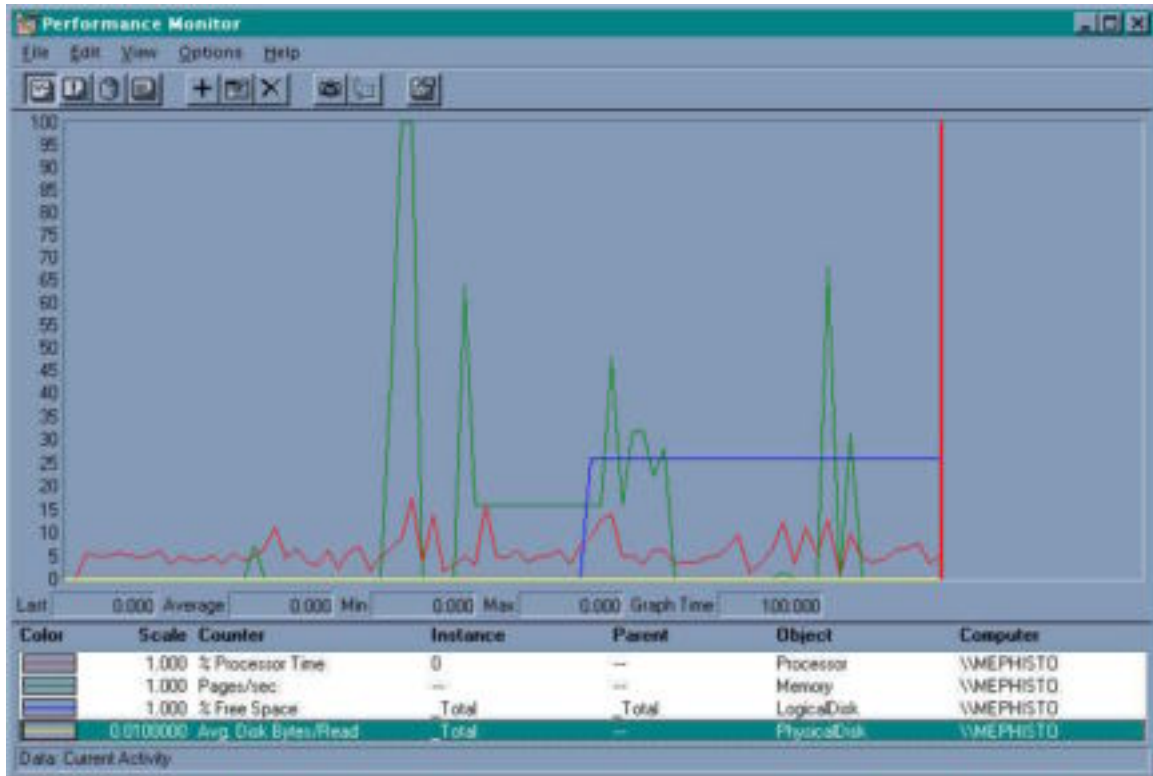 Performance Monitor
File Edit View Options Help
100
95
90
85
80
75
70
65
60
55
50
45
40
35
30
25
20
15
10
5
0
Last 0.000 Average 0.000 Min 0.000 Max 0.000 Graph Time 100.000
Color Scale Counter Instance Parent Object Computer
1.000 % Processor Time 0 -- Processor \\MEPHISTO
1.000 Pages/sec -- -- Memory \\MEPHISTO
1.000 % Free Space _Total _Total LogicalDisk \\MEPHISTO
0.0100000 Avg. Disk Bytes/Read _Total -- PhysicalDisk \\MEPHISTO
Data: Current Activity